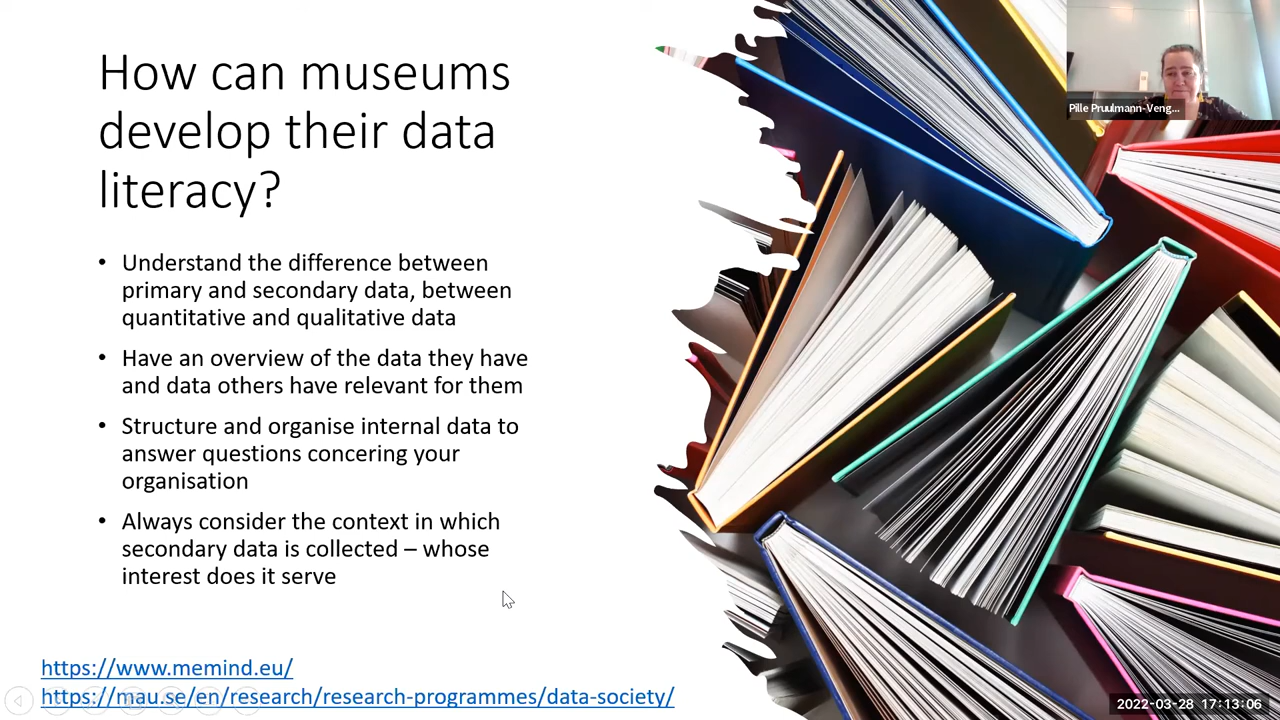 How can museums
develop their data
literacy?
• Understand the difference between
primary and secondary data, between
quantitative and qualitative data
• Have an overview of the data they have
and data others have relevant for them
• Structure and organise internal data to
answer questions concering your
organisation
• Always consider the context in which
secondary data is collected – whose
interest does it serve
https://www.memind.eu/
https://mau.se/en/research/research-programmes/data-society/
Pille Pruulmann-Veng...
2022-03-28 17:13:06